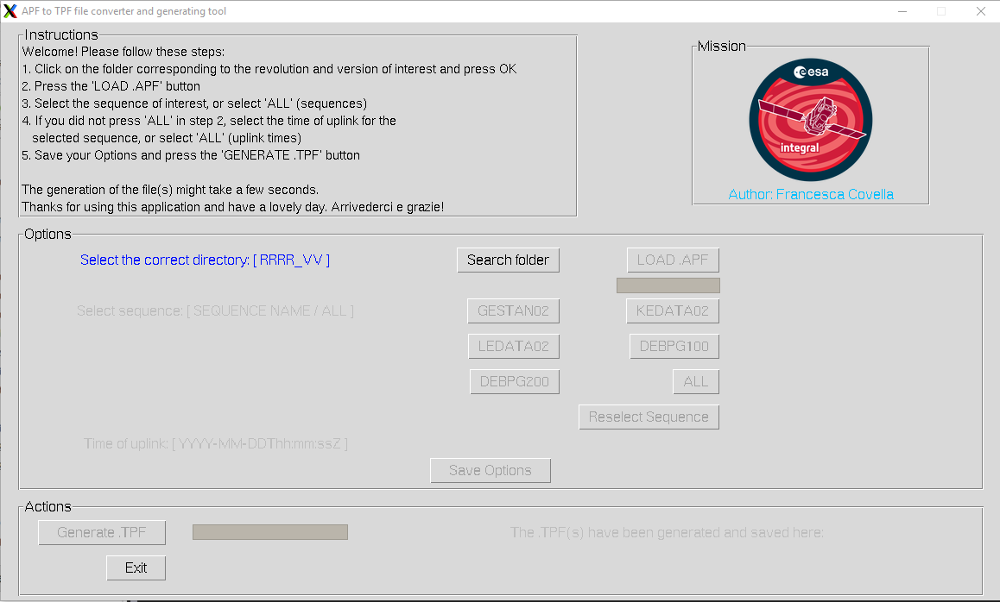 APF to TPF file converter and generating tool
Instructions
Welcome! Please follow these steps:
1. Click on the folder corresponding to the revolution and version of interest and press OK
2. Press the 'LOAD .APF' button
3. Select the sequence of interest, or select 'ALL' (sequences)
4. If you did not press 'ALL' in step 2, select the time of uplink for the
selected sequence, or select 'ALL' (uplink times)
5. Save your Options and press the 'GENERATE .TPF' button
The generation of the file(s) might take a few seconds.
Thanks for using this application and have a lovely day. Arrivederci e grazie!
Mission
esa
integral
Author: Francesca Covella
Options
Select the correct directory: [ RRRR_VV ]
Search folder
LOAD .APF
Select sequence: [ SEQUENCE NAME / ALL ]
GESTAN02
KEDATA02
LEDATA02
DEBPG100
DEBPG200
ALL
Reselect Sequence
Time of uplink: [ YYYY-MM-DDThh:mm:ssZ ]
Save Options
Actions
Generate .TPF
The .TPF(s) have been generated and saved here:
Exit